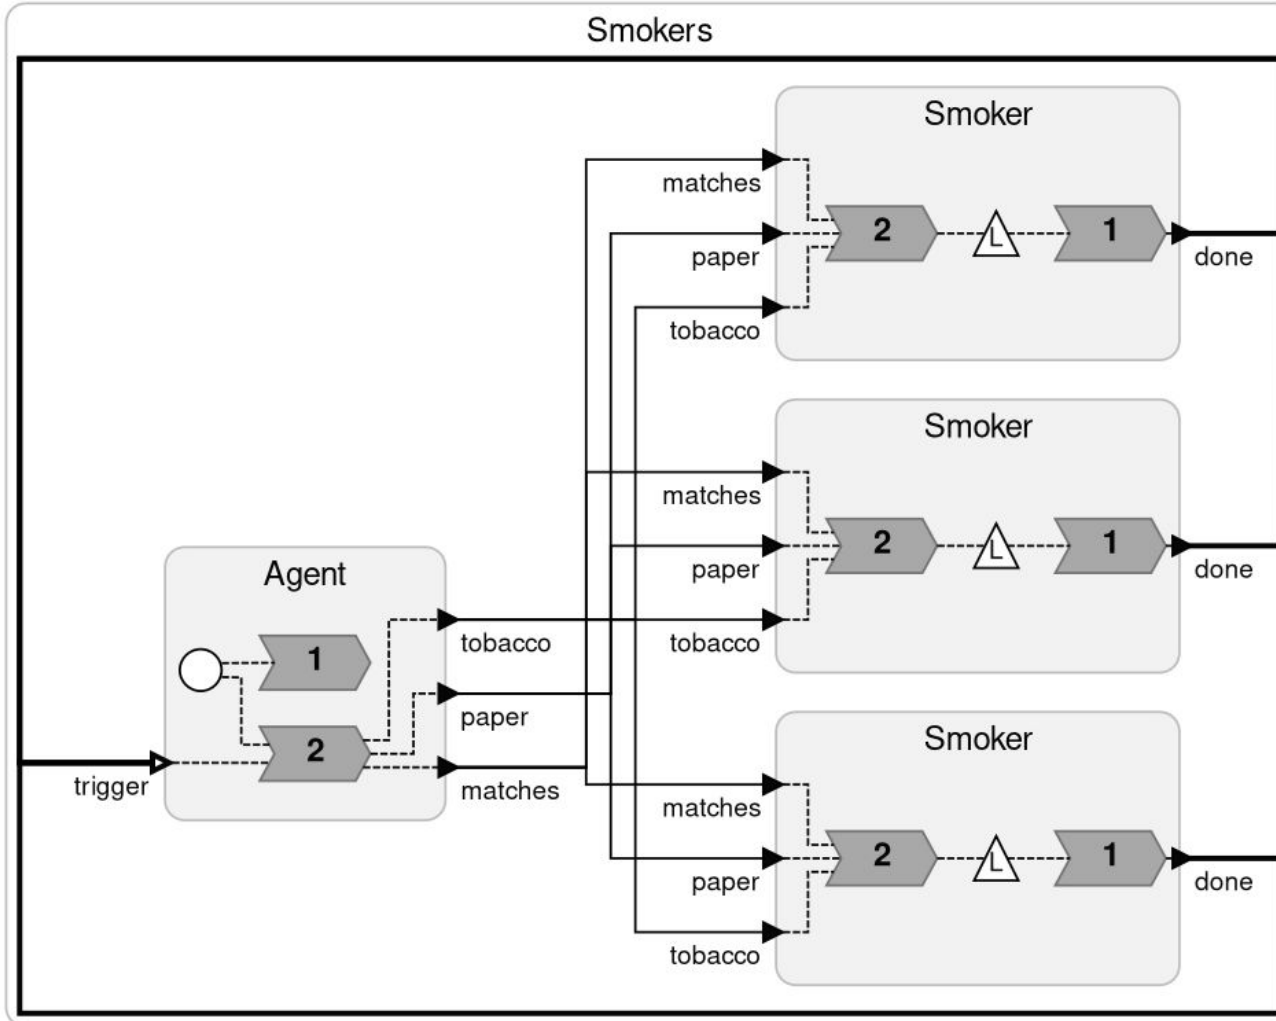 Smokers
Smoker
matches
paper
tobacco
2
L
1
done
Smoker
matches
paper
tobacco
2
L
1
done
Agent
1
2
trigger
tobacco
paper
matches
Smoker
matches
paper
tobacco
2
L
1
done